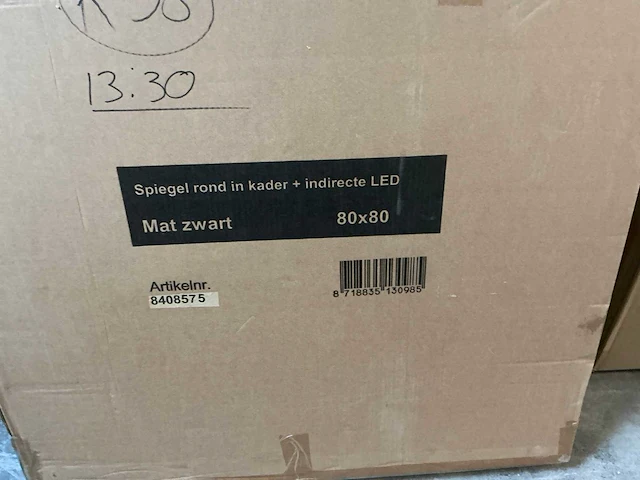 13:30
Spiegel rond in kader + indirecte LED
Mat zwart 80x80
Artikelnr.
8408575
8 718835 130985